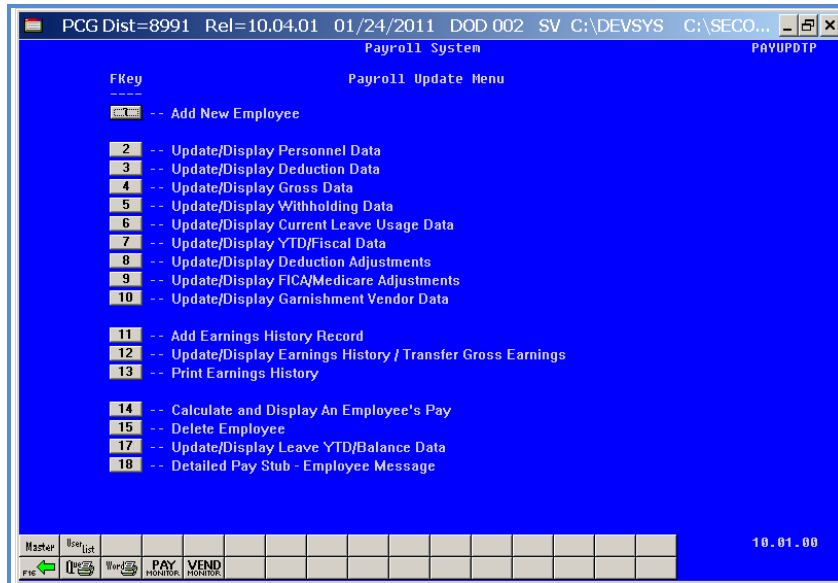 PCG Dist=8991 Rel=10.04.01 01/24/2011 DOD 002 SV C:\DEVSYS C:\SECO...
Payroll System PAYUPDTP
FKey Payroll Update Menu
----
1 -- Add New Employee
2 -- Update/Display Personnel Data
3 -- Update/Display Deduction Data
4 -- Update/Display Gross Data
5 -- Update/Display Withholding Data
6 -- Update/Display Current Leave Usage Data
7 -- Update/Display YTD/Fiscal Data
8 -- Update/Display Deduction Adjustments
9 -- Update/Display FICA/Medicare Adjustments
10 -- Update/Display Garnishment Vendor Data
11 -- Add Earnings History Record
12 -- Update/Display Earnings History / Transfer Gross Earnings
13 -- Print Earnings History
14 -- Calculate and Display An Employee's Pay
15 -- Delete Employee
17 -- Update/Display Leave YTD/Balance Data
18 -- Detailed Pay Stub - Employee Message
Master User List 10.01.00
F16 Que Word PAY MONITOR VEND MONITOR